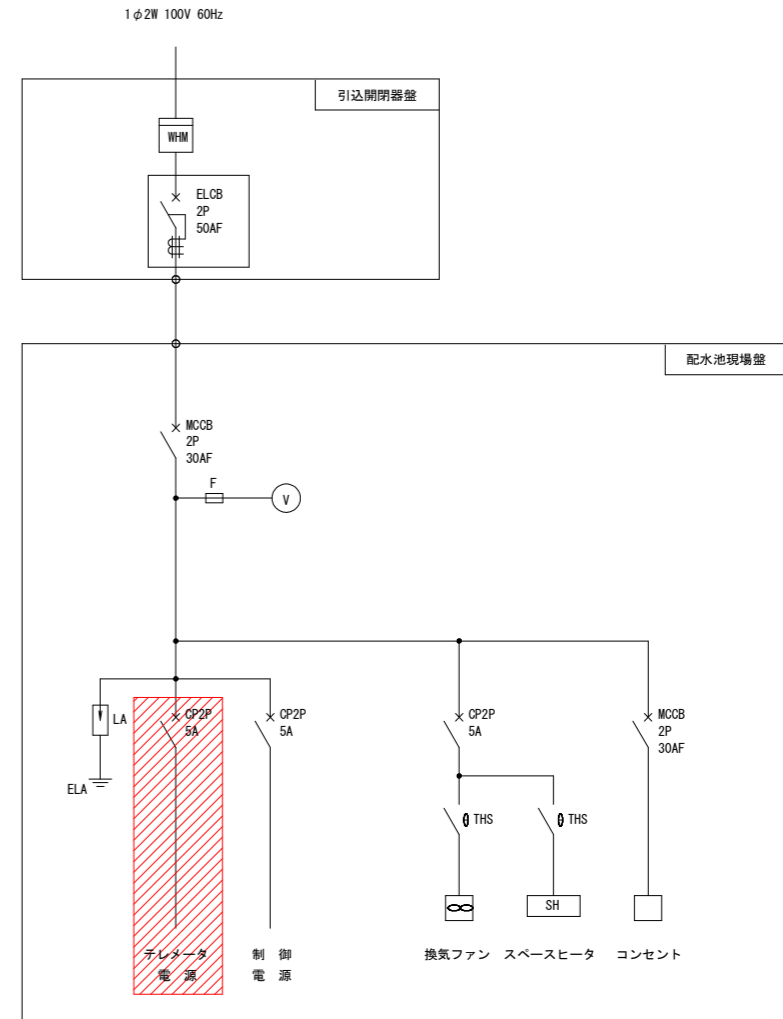 1φ2W 100V 60Hz
引込開閉器盤
WHM
ELCB
2P
50AF
配水池現場盤
MCCB
2P
30AF
F
V
LA
ELA
CP2P
5A
CP2P
5A
CP2P
5A
MCCB
2P
30AF
THS
THS
SH
テレメータ
電 源
制 御
電 源
換気ファン
スペースヒータ
コンセント